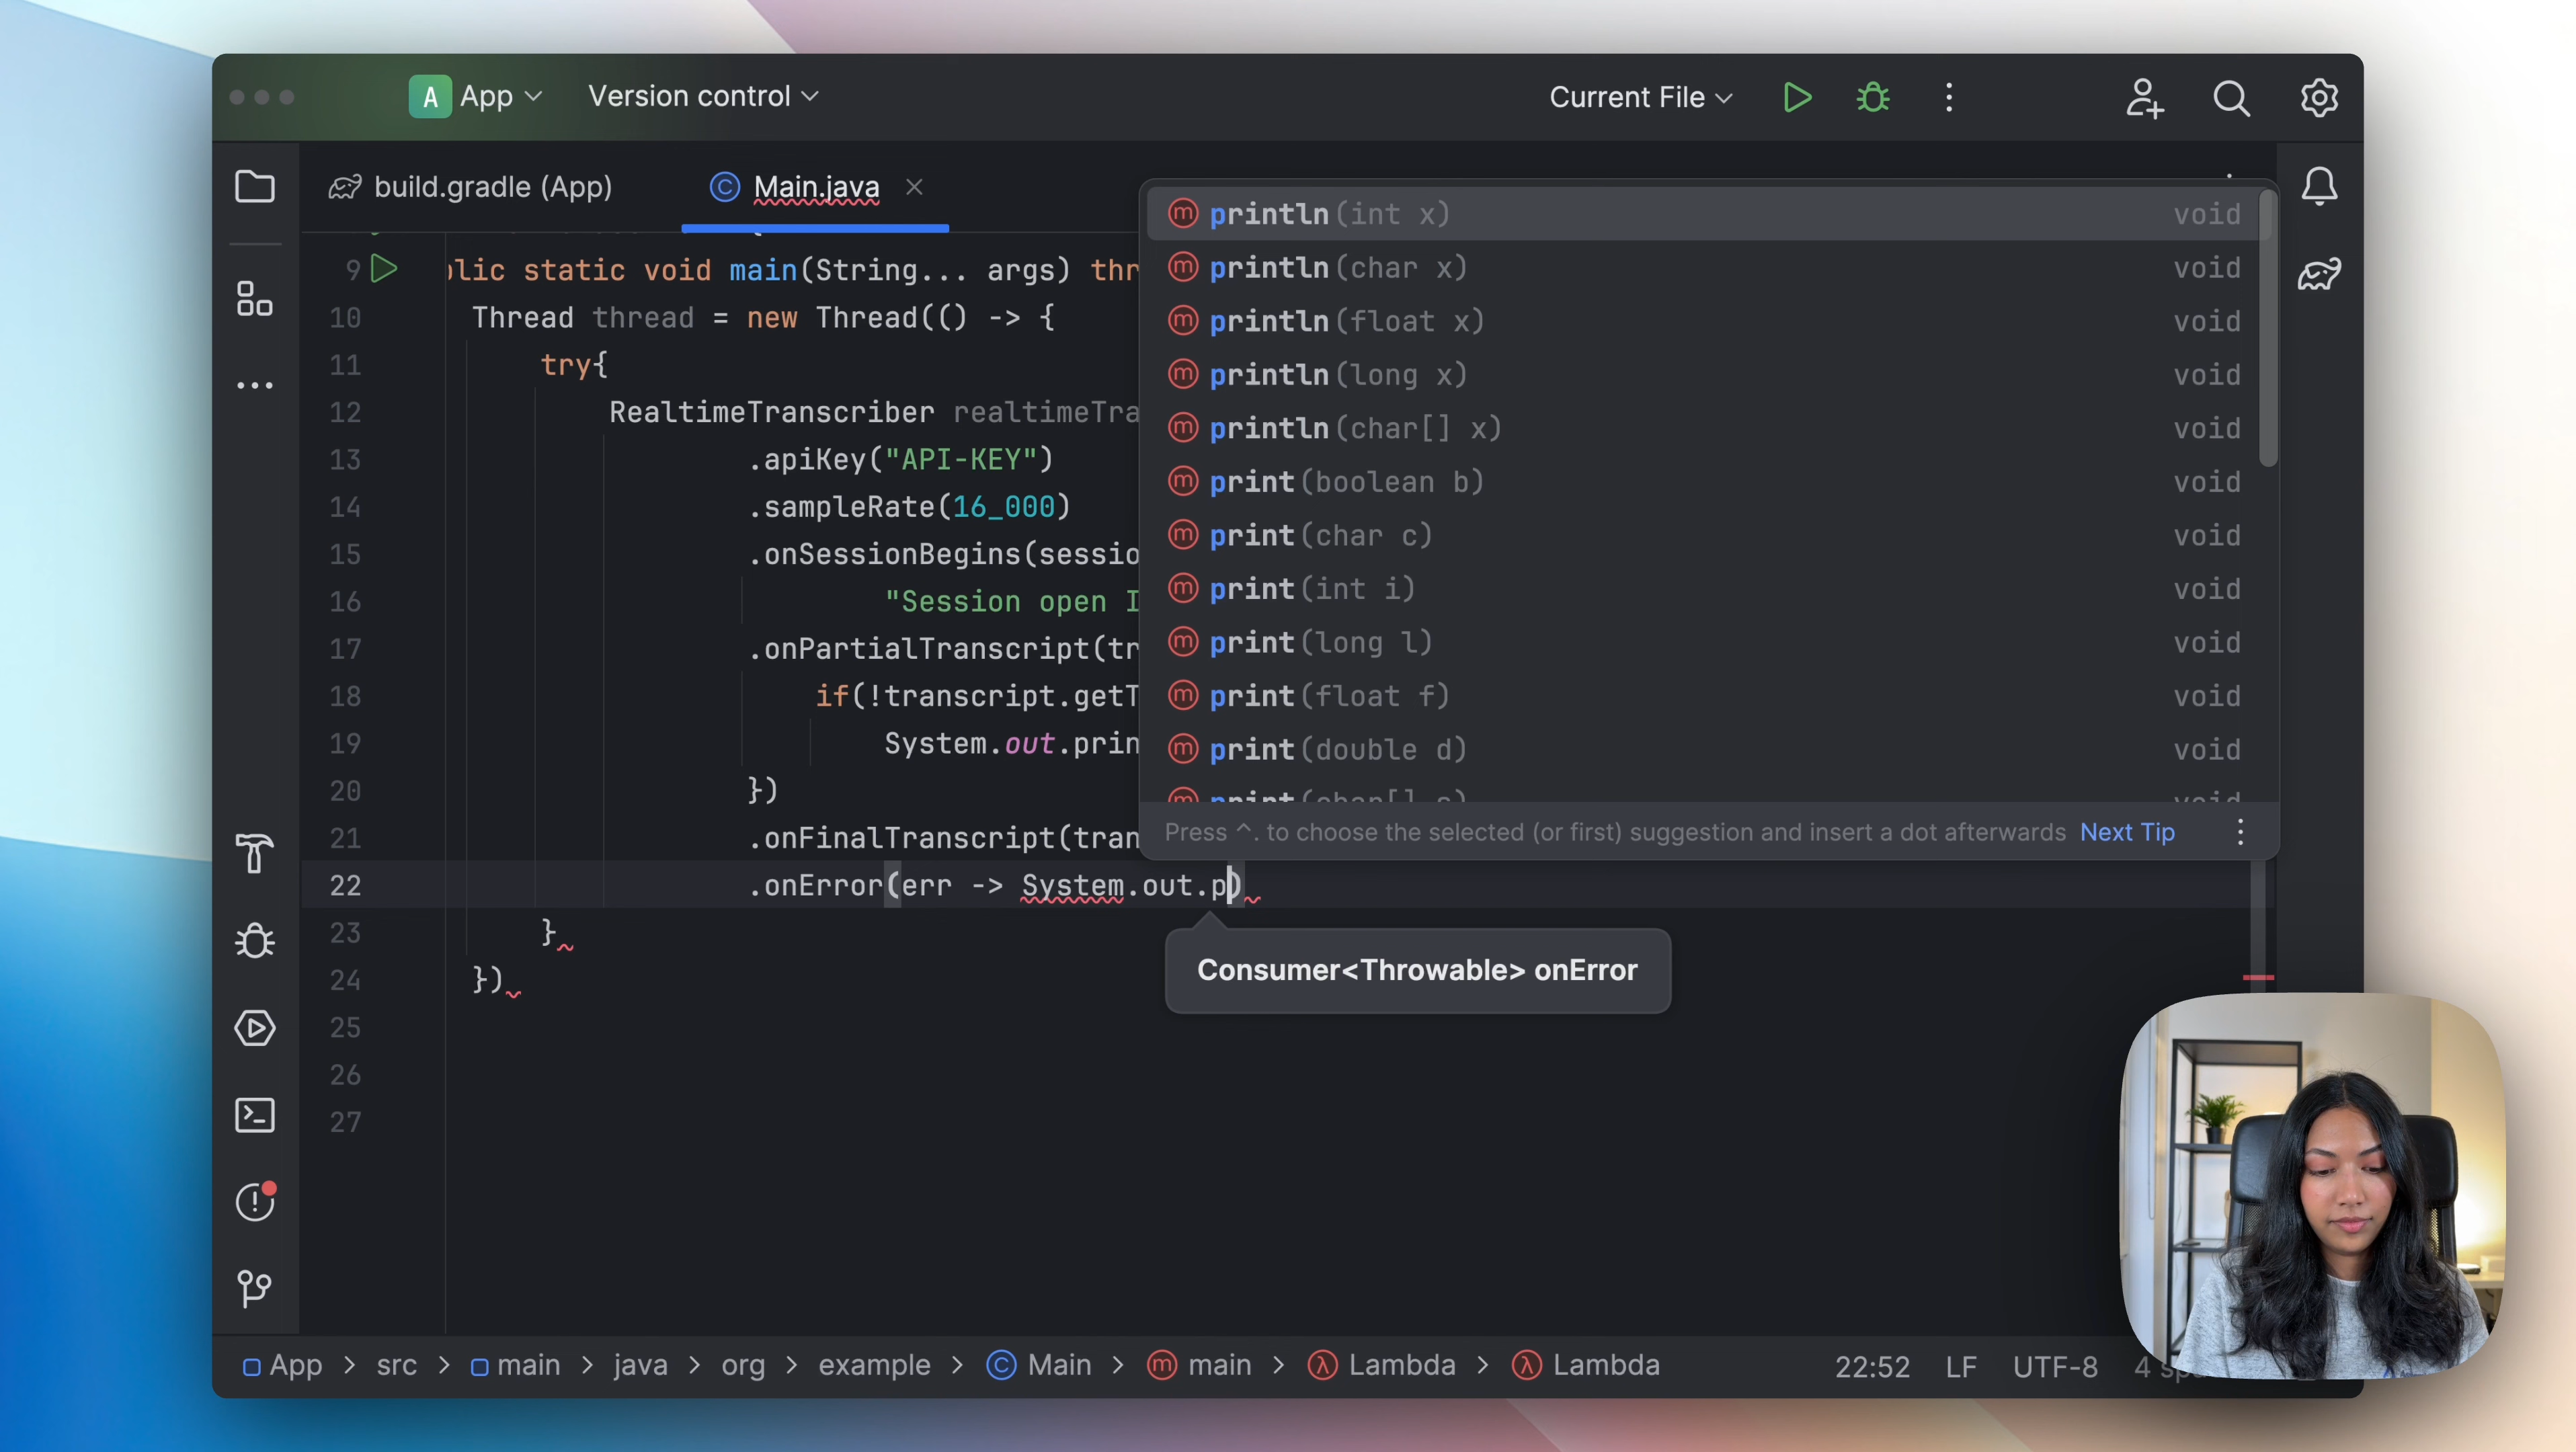 A App Version control Current File
build.gradle (App) Main.java
9 blic static void main(String... args) thr
10 Thread thread = new Thread(() -> {
11 try{
12 RealtimeTranscriber realtimeTra
13 .apiKey("API-KEY")
14 .sampleRate(16_000)
15 .onSessionBegins(sessio
16 "Session open I
17 .onPartialTranscript(tr
18 if(!transcript.getT
19 System.out.prin
20 })
21 .onFinalTranscript(tran
22 .onError(err -> System.out.p)
23 }
24 })
25
26
27
println(int x) void
println(char x) void
println(float x) void
println(long x) void
println(char[] x) void
print(boolean b) void
print(char c) void
print(int i) void
print(long l) void
print(float f) void
print(double d) void
print(char[] s) void
Press ^. to choose the selected (or first) suggestion and insert a dot afterwards Next Tip
Consumer<Throwable> onError
App > src > main > java > org > example > Main > main > Lambda > Lambda 22:52 LF UTF-8 4